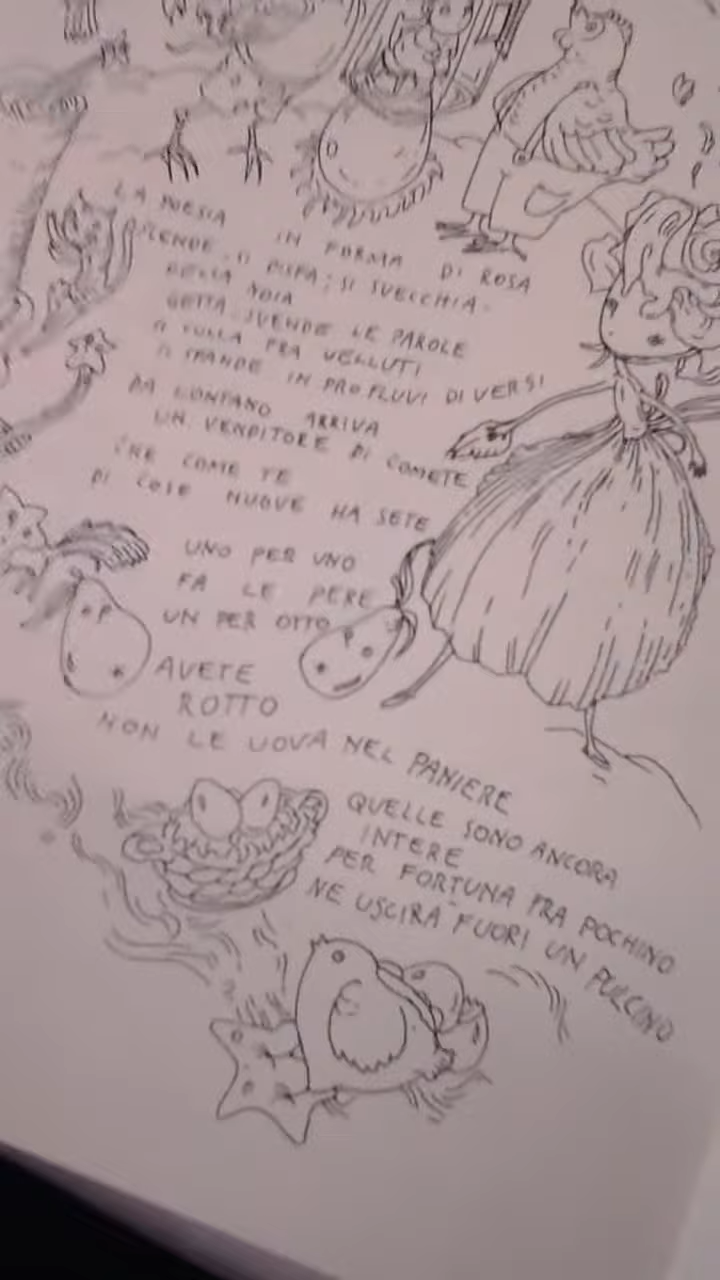 LA POESIA IN FORMA DI ROSA
SPLENDE, SI DISFA; SI SVECCHIA
DELLA NOIA
GETTA, SVENDE LE PAROLE
SI CULLA FRA VELLUTI
SI SPANDE IN PROFLUVI DI VERSI
DA LONTANO ARRIVA
UN VENDITORE DI COMETE
CHE COME TE
DI COSE NUOVE HA SETE
UNO PER UNO
FA LE PERE
UN PER OTTO
AVETE
ROTTO
NON LE UOVA NEL PANIERE
QUELLE SONO ANCORA
INTERE
PER FORTUNA FRA POCHINO
NE USCIRÀ FUORI UN PULCINO